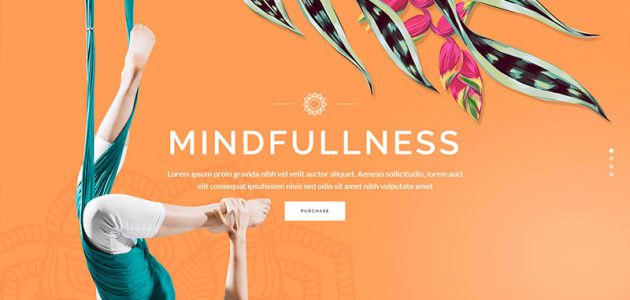 MINDFULLNESS
Lorem ipsum proin gravida nibh vel velit auctor aliquet. Aenean sollicitudin, lorem auci
elit consequat ipsutissem niuis sed odio sit amet nibh vulputate amet
PURCHASE